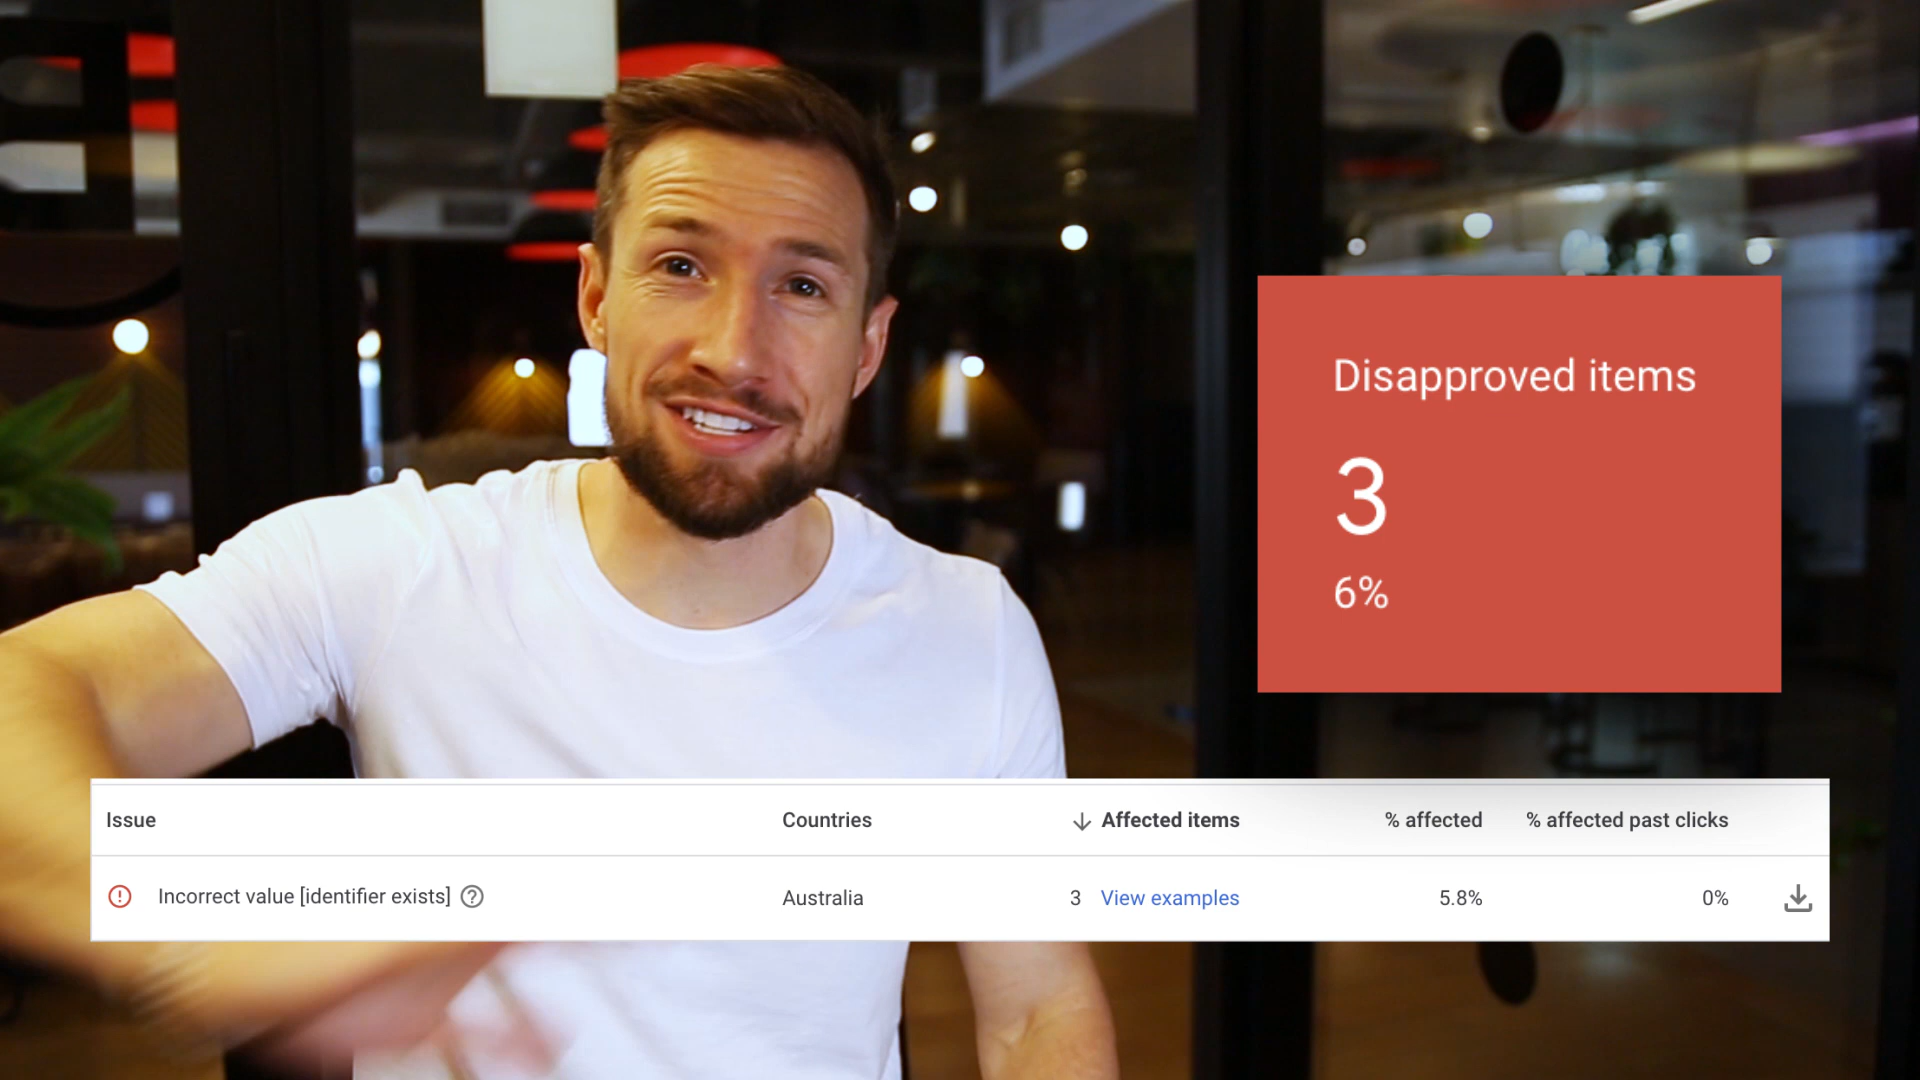 Disapproved items
3
6%
Issue Countries Affected items % affected % affected past clicks
Incorrect value [identifier exists] Australia 3 View examples 5.8% 0%